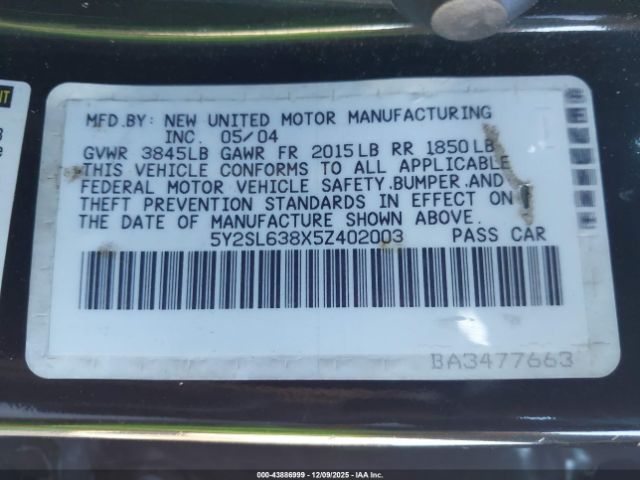 MFD.BY: NEW UNITED MOTOR MANUFACTURING
INC. 05/04
GVWR 3845LB GAWR FR 2015LB RR 1850LB
THIS VEHICLE CONFORMS TO ALL APPLICABLE
FEDERAL MOTOR VEHICLE SAFETY,BUMPER,AND
THEFT PREVENTION STANDARDS IN EFFECT ON
THE DATE OF MANUFACTURE SHOWN ABOVE.
5Y2SL638X5Z402003 PASS CAR
BA3477663
000-43886999 - 12/09/2025 - IAA Inc.